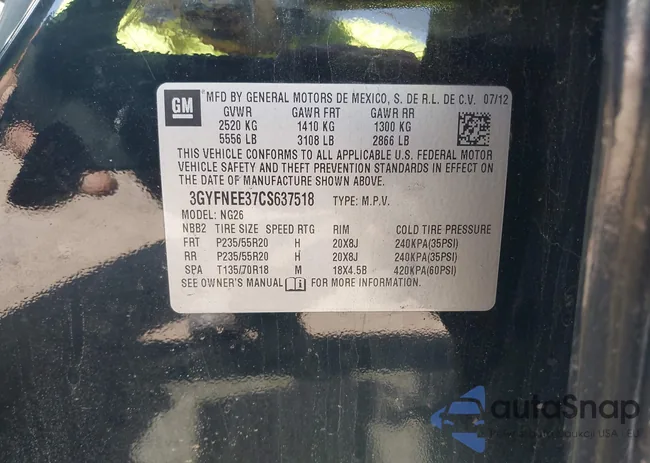 GM
MFD BY GENERAL MOTORS DE MEXICO, S. DE R.L. DE C.V. 07/12
GVWR GAWR FRT GAWR RR
2520 KG 1410 KG 1300 KG
5556 LB 3108 LB 2866 LB
THIS VEHICLE CONFORMS TO ALL APPLICABLE U.S. FEDERAL MOTOR
VEHICLE SAFETY AND THEFT PREVENTION STANDARDS IN EFFECT ON
THE DATE OF MANUFACTURE SHOWN ABOVE.
3GYFNEE37CS637518 TYPE: M.P.V.
MODEL: NG26
NBB2 TIRE SIZE SPEED RTG RIM COLD TIRE PRESSURE
FRT P235/55R20 H 20X8J 240KPA(35PSI)
RR P235/55R20 H 20X8J 240KPA(35PSI)
SPA T135/70R18 M 18X4.5B 420KPA(60PSI)
SEE OWNER'S MANUAL FOR MORE INFORMATION
autoSnap
USA